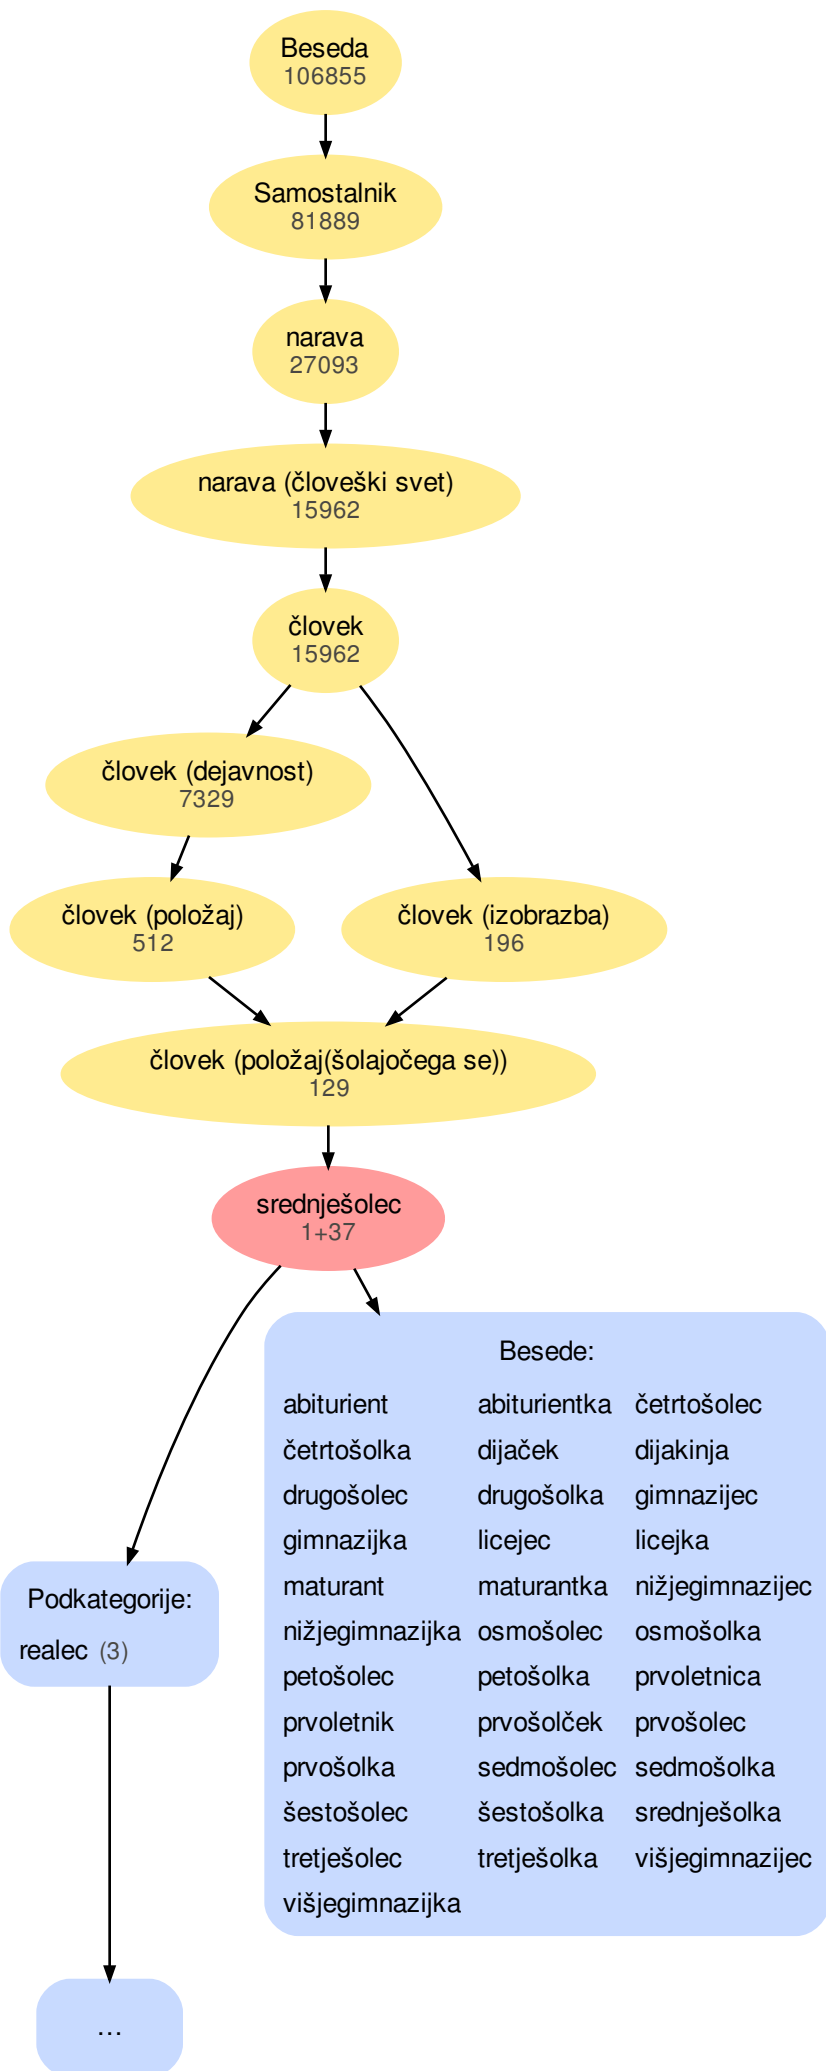 Beseda
106855
Samostalnik
81889
narava
27093
narava (človeški svet)
15962
človek
15962
človek (dejavnost)
7329
človek (položaj)
512
človek (izobrazba)
196
človek (položaj(šolajočega se))
129
srednješolec
1+37
Besede:
abiturient abiturientka četrtošolec
četrtošolka dijaček dijakinja
drugošolec drugošolka gimnazijec
gimnazijka licejec licejka
maturant maturantka nižjegimnazijec
nižjegimnazijka osmošolec osmošolka
petošolec petošolka prvoletnica
prvoletnik prvošolček prvošolec
prvošolka sedmošolec sedmošolka
šestošolec šestošolka srednješolka
tretješolec tretješolka višjegimnazijec
višjegimnazijka
Podkategorije:
realec (3)
...